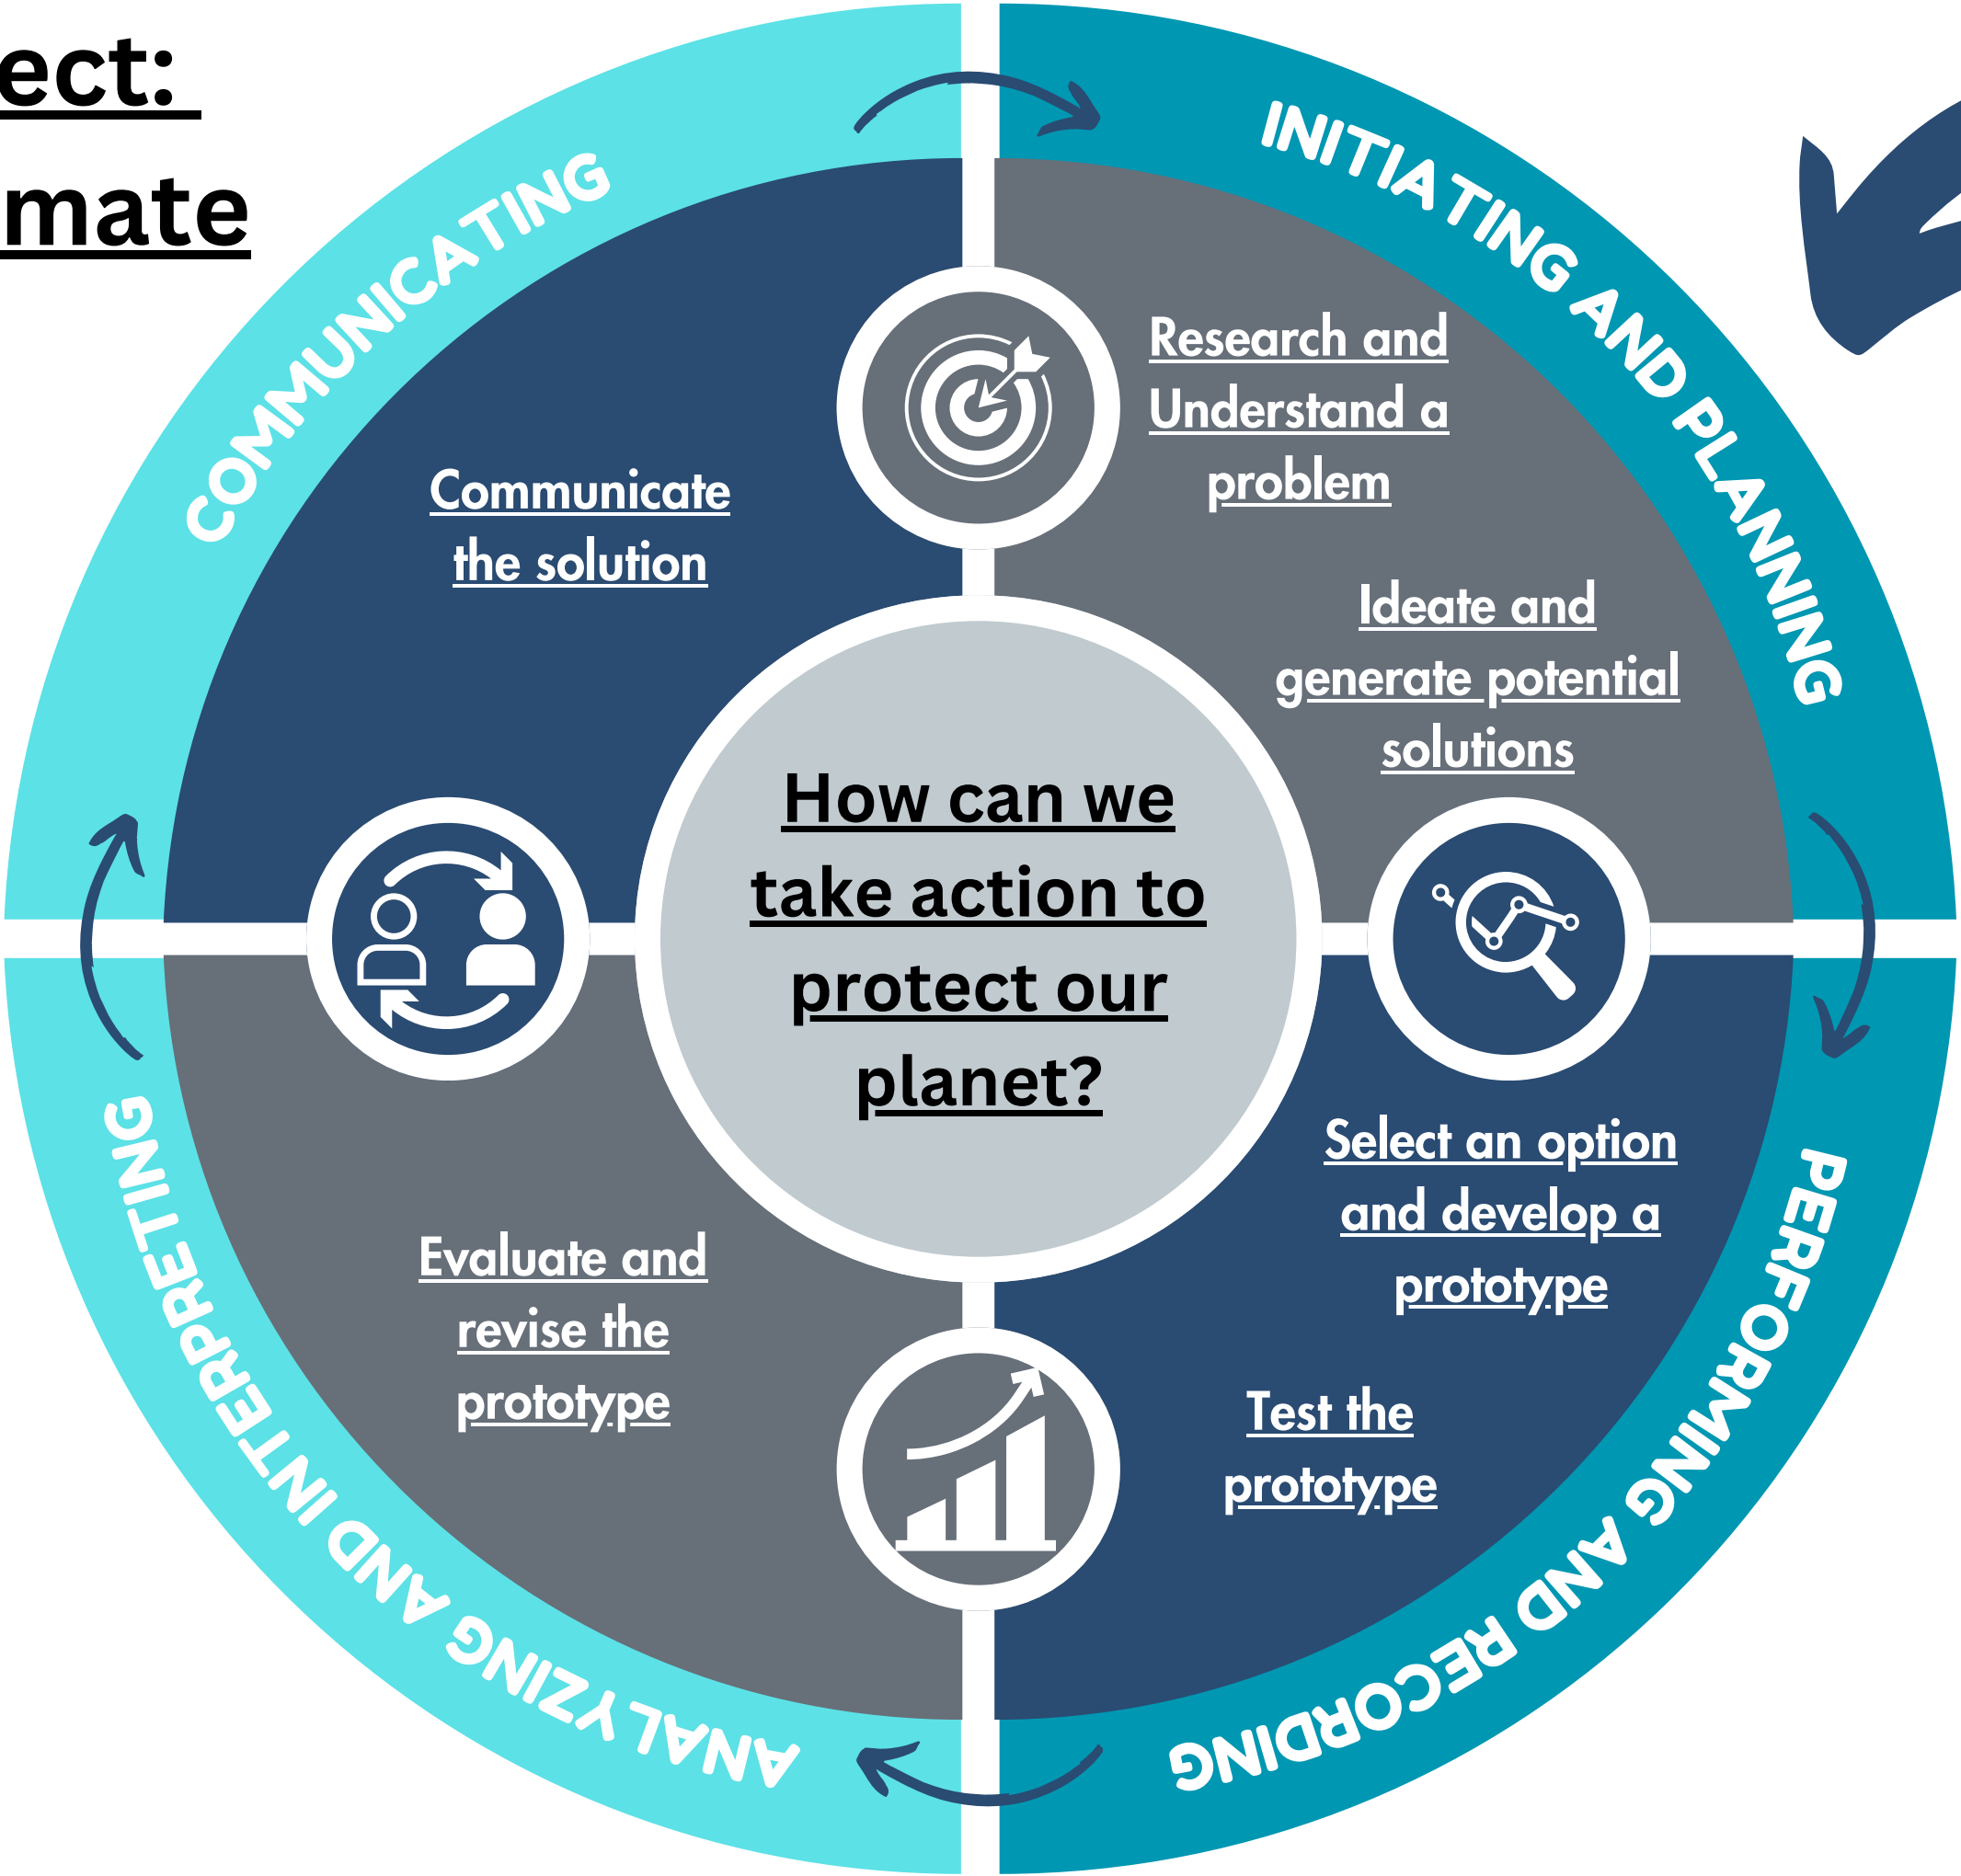 ect:
mate
COMMUNICATING
INITIATING AND PLANNING
Research and
Understand a
problem
Communicate
the solution
Ideate and
generate potential
solutions
How can we
take action to
protect our
planet?
Select an option
and develop a
prototype
Evaluate and
revise the
prototype
Test the
prototype
PERFORMING AND RECORDING
ANALYZING AND INTERPRETING